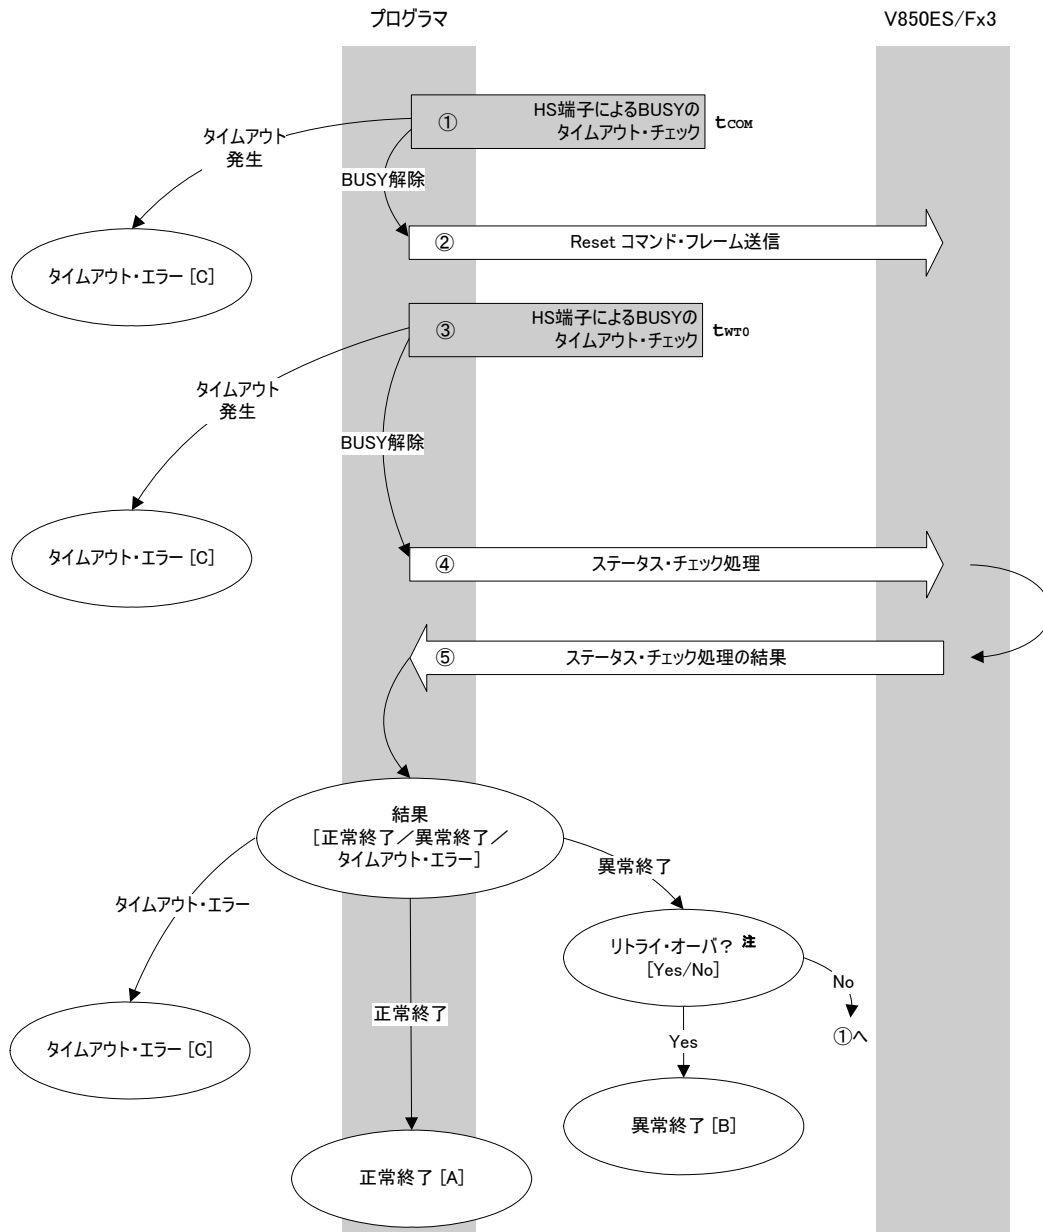 プログラマ
V850ES/Fx3
①
HS端子によるBUSYの
タイムアウト・チェック
tCOM
タイムアウト
発生
BUSY解除
②
Reset コマンド・フレーム送信
タイムアウト・エラー [C]
③
HS端子によるBUSYの
タイムアウト・チェック
tWT0
タイムアウト
発生
BUSY解除
タイムアウト・エラー [C]
④
ステータス・チェック処理
⑤
ステータス・チェック処理の結果
結果
[正常終了／異常終了／
タイムアウト・エラー]
異常終了
タイムアウト・エラー
リトライ・オーバ？ 注
[Yes/No]
No
①へ
正常終了
Yes
タイムアウト・エラー [C]
異常終了 [B]
正常終了 [A]